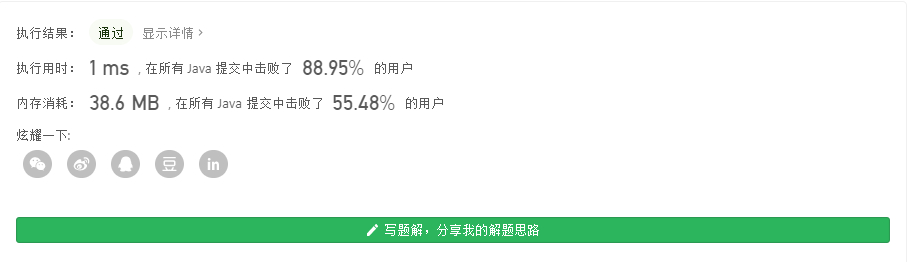 执行结果： 通过 显示详情 >
执行用时： 1 ms , 在所有 Java 提交中击败了 88.95% 的用户
内存消耗： 38.6 MB , 在所有 Java 提交中击败了 55.48% 的用户
炫耀一下:
豆 in
写题解，分享我的解题思路